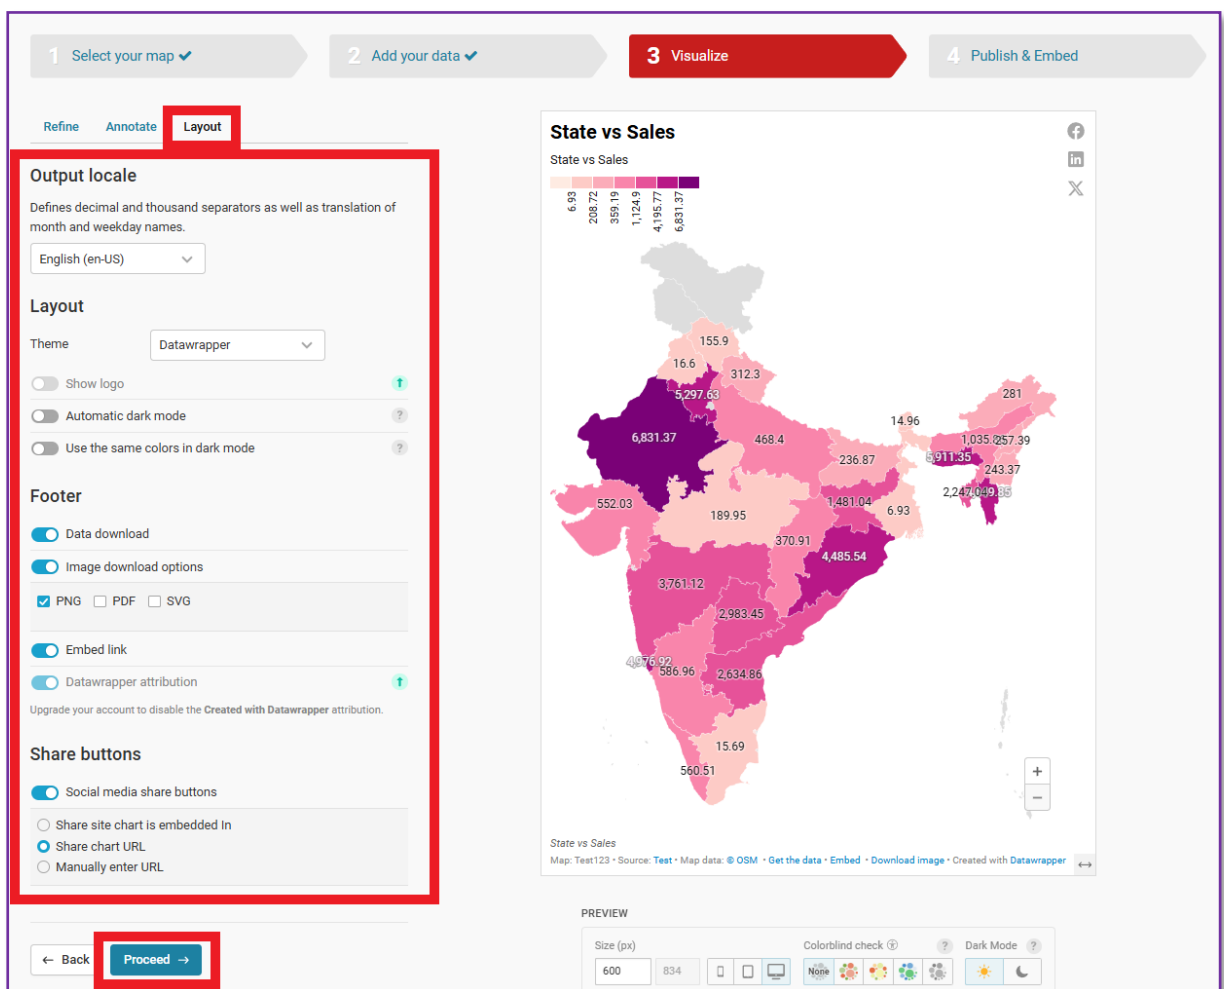 1 Select your map ✔
2 Add your data ✔
3 Visualize
4 Publish & Embed
Refine Annotate Layout
Output locale
Defines decimal and thousand separators as well as translation of
month and weekday names.
English (en-US)
Layout
Theme Datawrapper
Show logo
Automatic dark mode ?
Use the same colors in dark mode ?
Footer
Data download
Image download options
PNG PDF SVG
Embed link
Datawrapper attribution
Upgrade your account to disable the Created with Datawrapper attribution.
Share buttons
Social media share buttons
Share site chart is embedded In
Share chart URL
Manually enter URL
← Back Proceed →
State vs Sales
State vs Sales
6.93
208.72
359.19
1,124.9
4,195.77
6,831.37
155.9
16.6
312.3
5,297.63
281
14.96
6,831.37
468.4
257.39
5,911.35
236.87
243.37
552.03
1,481.04
189.95
6.93
370.91
4,485.54
3,761.12
2,983.45
4,976.92
586.96
2,634.86
15.69
560.51
+
−
State vs Sales
Map: Test123 • Source: Test • Map data: © OSM • Get the data • Embed • Download image • Created with Datawrapper
PREVIEW
Size (px) Colorblind check ? Dark Mode ?
600 834 None